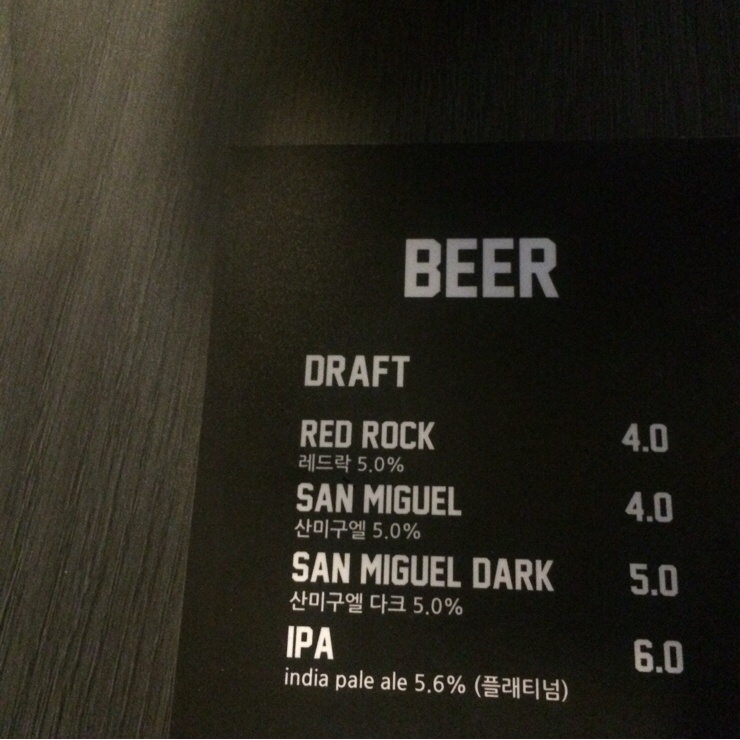 BEER
DRAFT
RED ROCK 4.0
레드락 5.0%
SAN MIGUEL 4.0
산미구엘 5.0%
SAN MIGUEL DARK 5.0
산미구엘 다크 5.0%
IPA 6.0
india pale ale 5.6% (플래티넘)